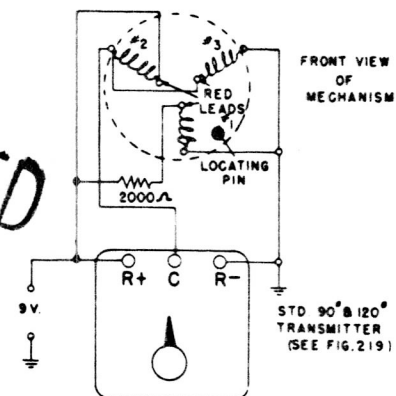 #2
#3
FRONT VIEW
OF
MECHANISM
RED
LEADS
#1
LOCATING
PIN
2000Ω
R+ C R-
9V.
STD. 90° & 120°
TRANSMITTER
(SEE FIG. 219)